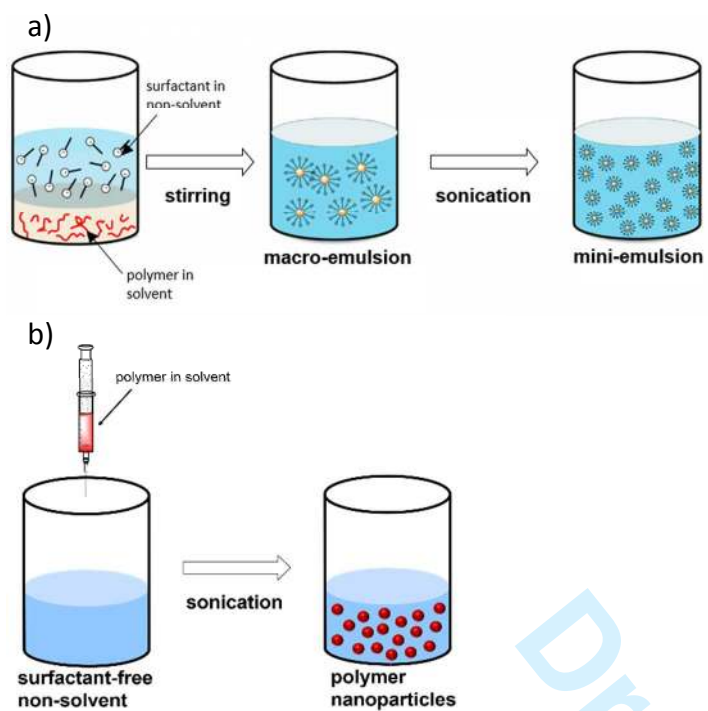 a)
surfactant in
non-solvent
stirring
sonication
polymer in
solvent
macro-emulsion
mini-emulsion
b)
polymer in solvent
sonication
surfactant-free
non-solvent
polymer
nanoparticles
Dr